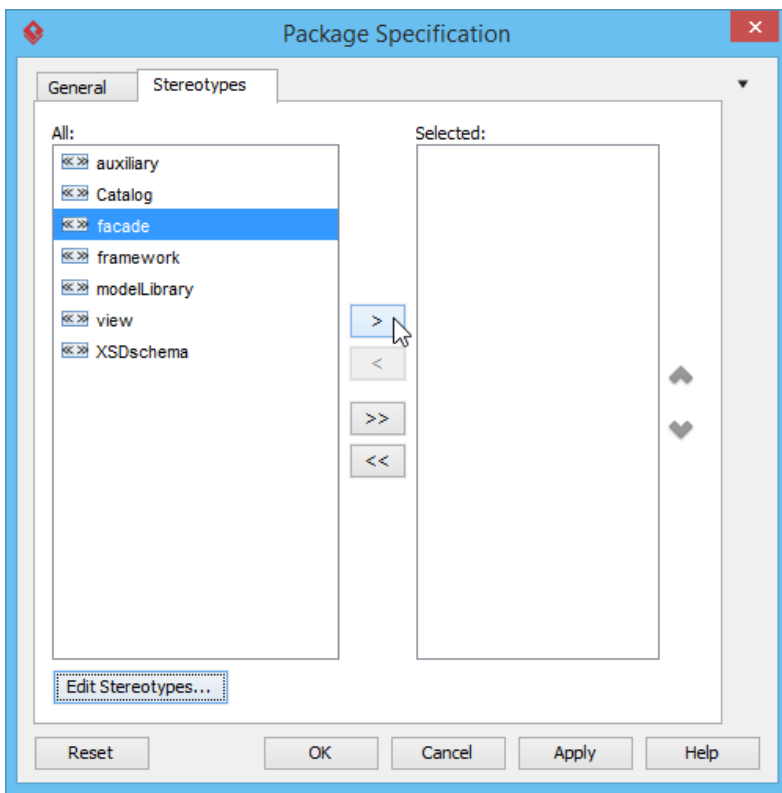 Package Specification
General Stereotypes
All: Selected:
«» auxiliary
«» Catalog
«» facade
«» framework
«» modelLibrary
«» view
«» XSDschema
>
<
>>
<<
Edit Stereotypes...
Reset OK Cancel Apply Help